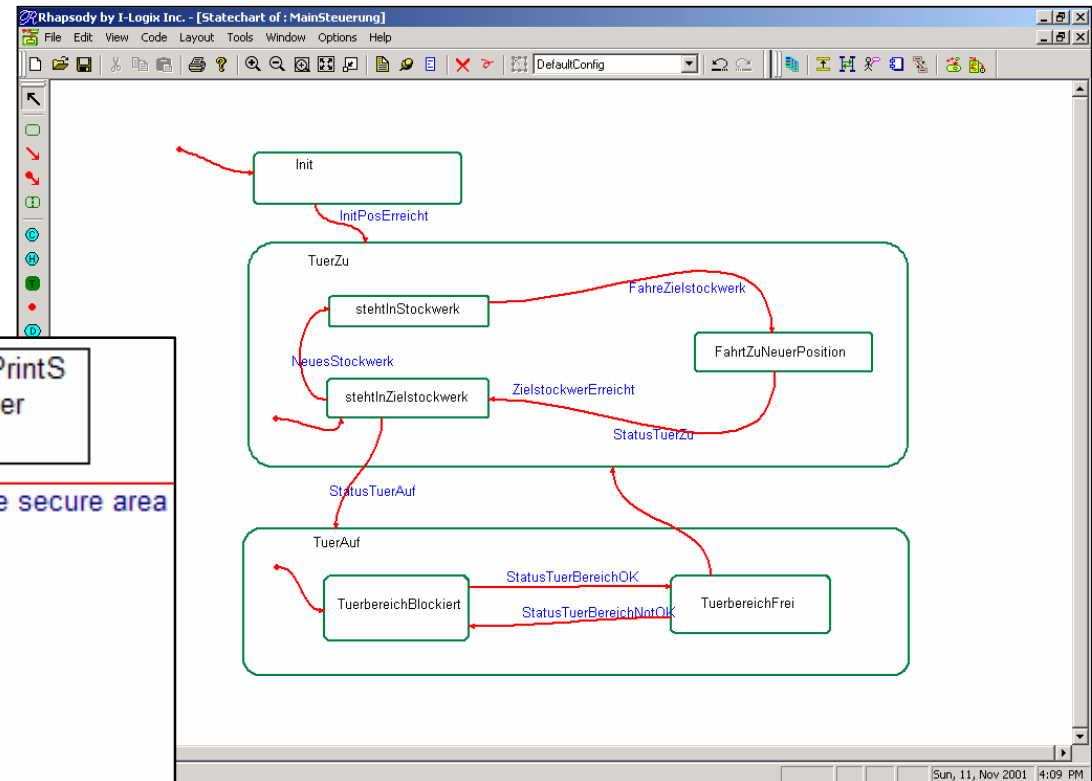 Rhapsody by I-Logix Inc. - [Statechart of : MainSteuerung]
File Edit View Code Layout Tools Window Options Help
DefaultConfig
Init
InitPosErreicht
TuerZu
FahreZielstockwerk
stehtInStockwerk
FahrtZuNeuerPosition
NeuesStockwerk
stehtInZielstockwerk
ZielstockwerErreicht
StatusTuerZu
StatusTuerAuf
TuerAuf
StatusTuerBereichOK
TuerbereichBlockiert
TuerbereichFrei
StatusTuerBereichNotOK
PrintS
er
e secure area
Sun, 11, Nov 2001 4:09 PM